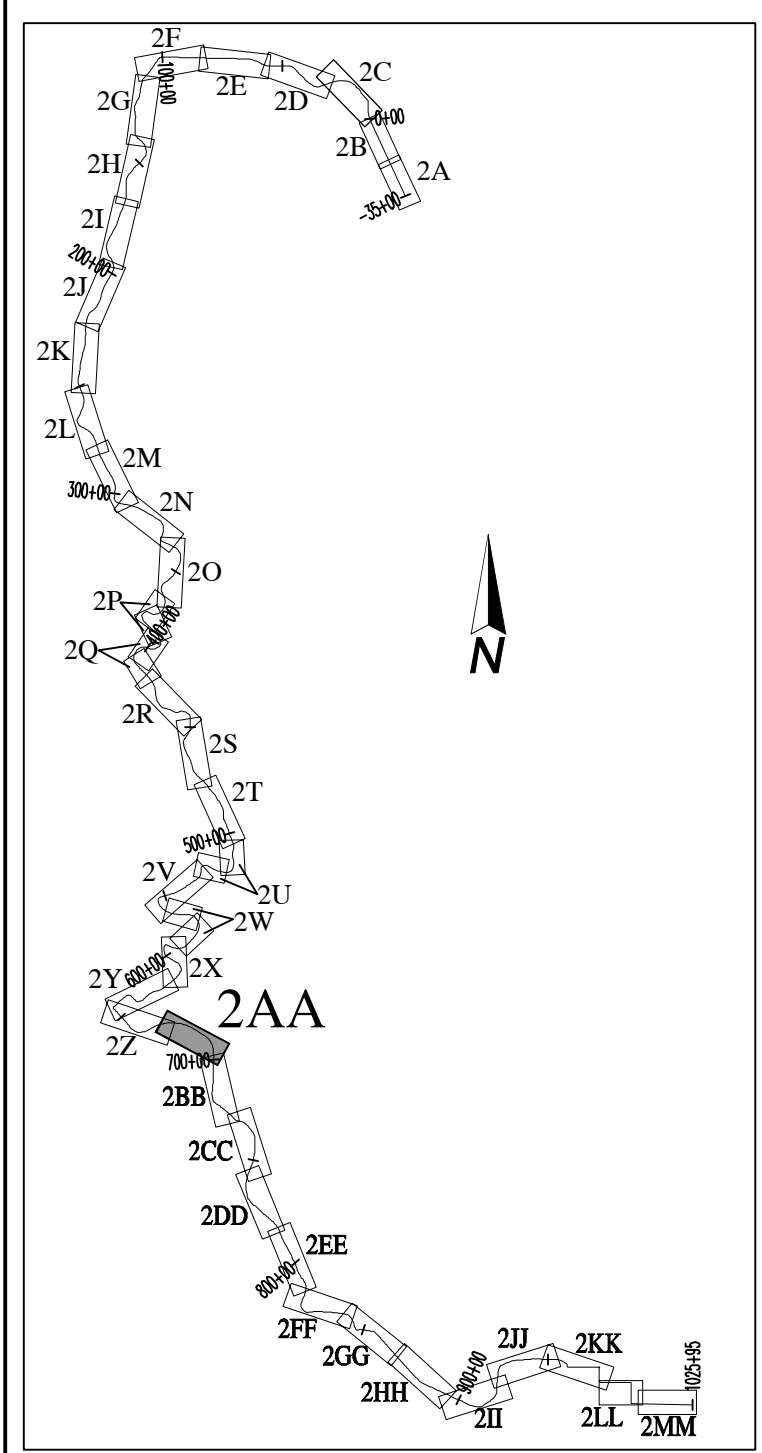 2F
2C
2G
100+00
2E
2D
0+00
2B
2H
2A
-35+00
2I
200+00
2J
2K
2L
2M
300+00
2N
2O
2P
400+00
2Q
N
2R
2S
2T
500+00
2V
2U
2W
600+00
2X
2Y
2AA
2Z
700+00
2BB
2CC
2DD
2EE
800+00
2FF
2GG
2JJ
2KK
2HH
900+00
1025+95
2II
2LL
2MM